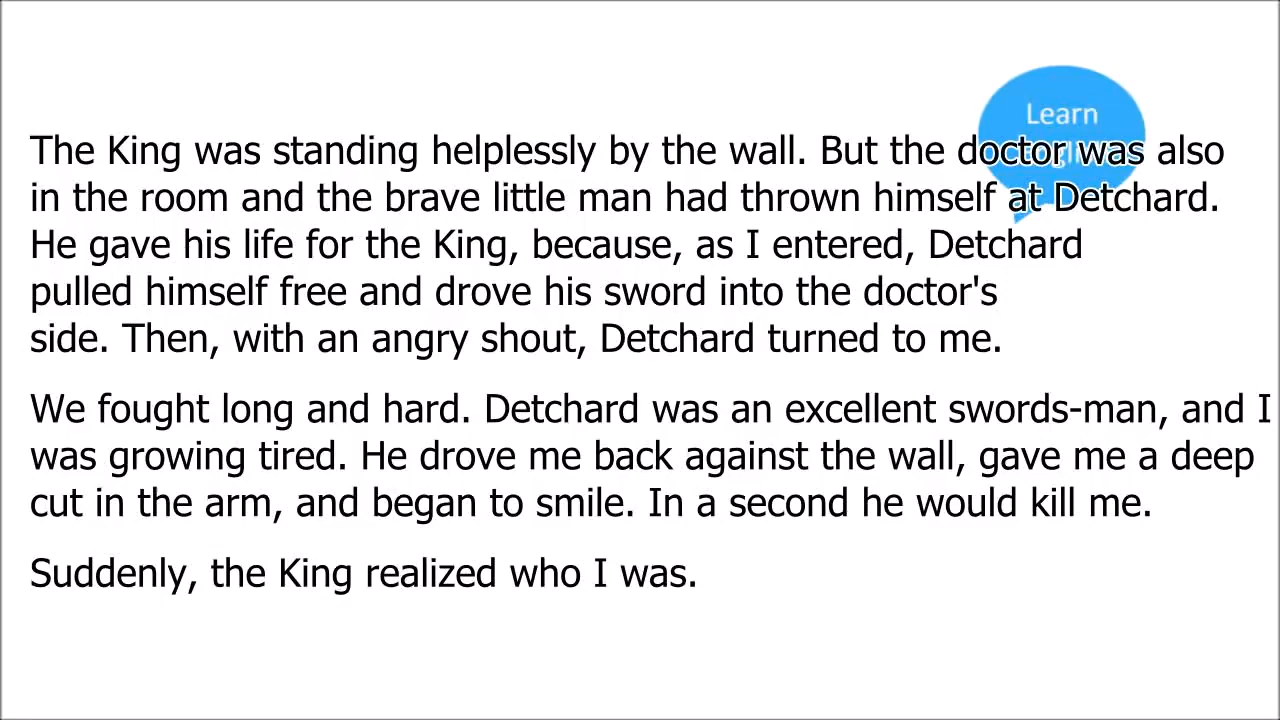 Learn
The King was standing helplessly by the wall. But the doctor was also
in the room and the brave little man had thrown himself at Detchard.
He gave his life for the King, because, as I entered, Detchard
pulled himself free and drove his sword into the doctor's
side. Then, with an angry shout, Detchard turned to me.
We fought long and hard. Detchard was an excellent swords-man, and I
was growing tired. He drove me back against the wall, gave me a deep
cut in the arm, and began to smile. In a second he would kill me.
Suddenly, the King realized who I was.